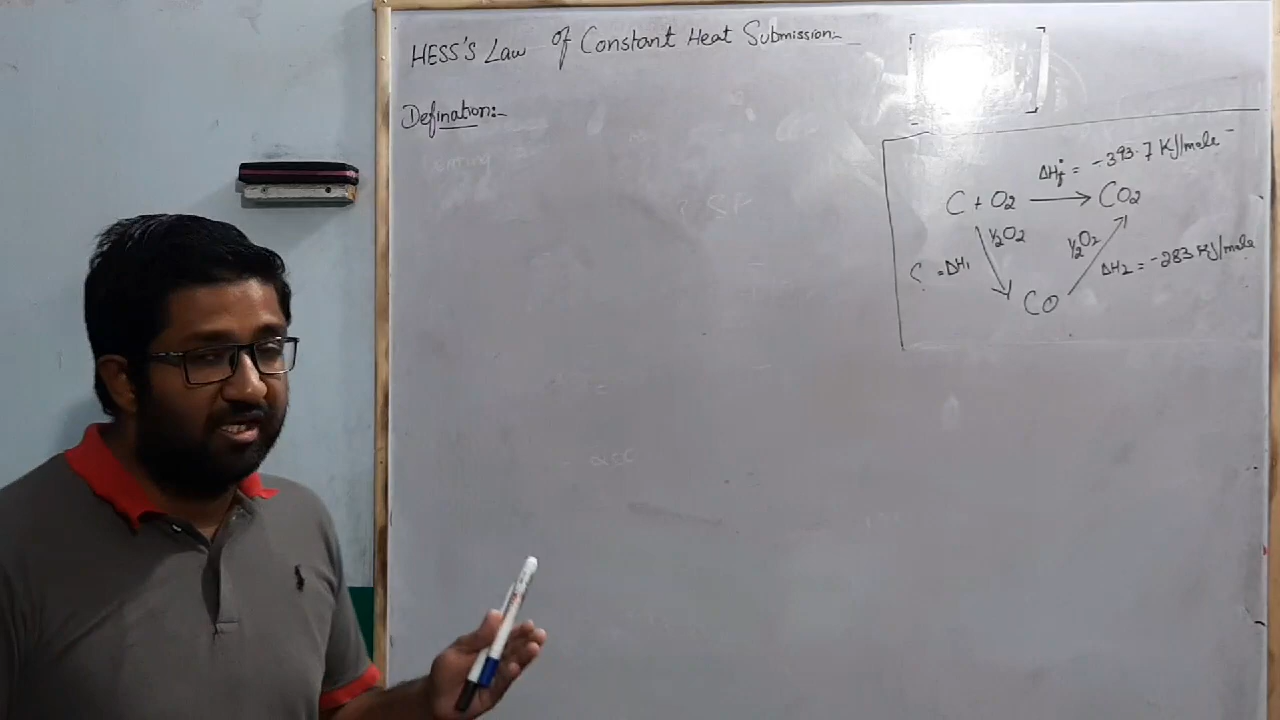 HESS'S Law of Constant Heat Submission:-
Defination:-
ΔHf° = -393.7 KJ/mole
C + O2 → CO2
½O2
½O2
= ΔH1
ΔH2 = -283 KJ/mole
CO